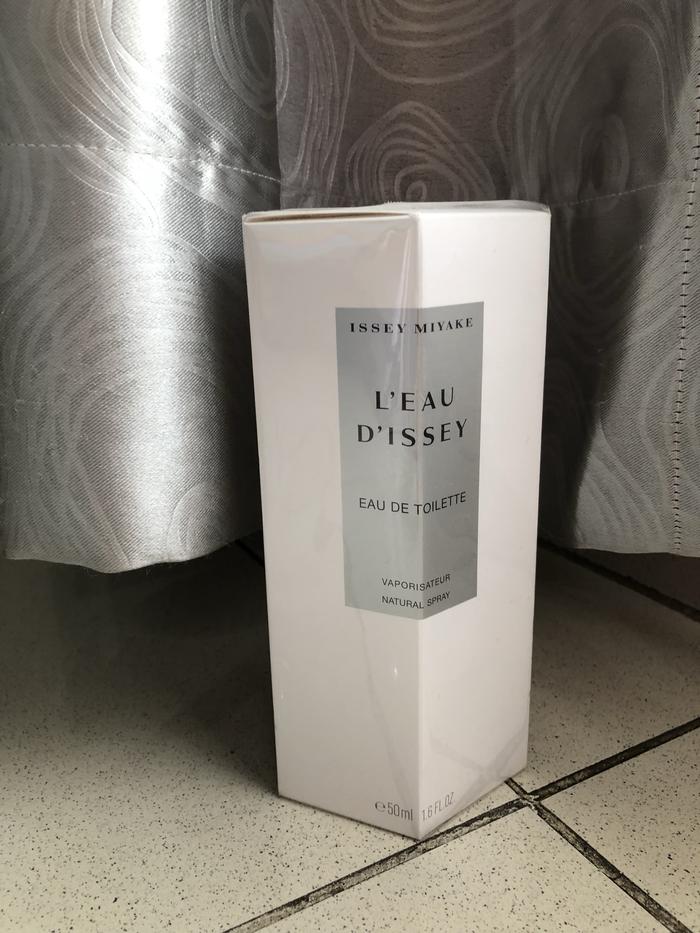 ISSEY MIYAKE
L'EAU
D'ISSEY
EAU DE TOILETTE
VAPORISATEUR
NATURAL SPRAY
℮50ml 1.6 FL.OZ.